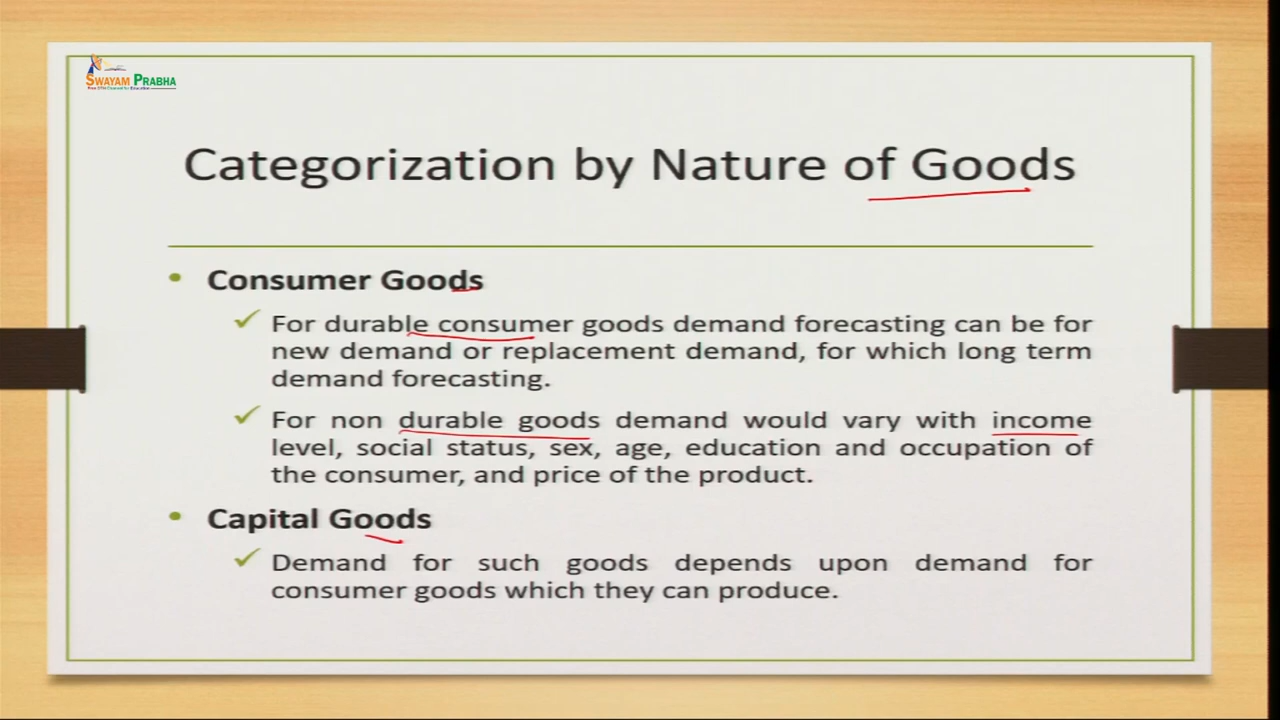 SWAYAM PRABHA
Categorization by Nature of Goods
• Consumer Goods
✓ For durable consumer goods demand forecasting can be for
new demand or replacement demand, for which long term
demand forecasting.
✓ For non durable goods demand would vary with income
level, social status, sex, age, education and occupation of
the consumer, and price of the product.
• Capital Goods
✓ Demand for such goods depends upon demand for
consumer goods which they can produce.